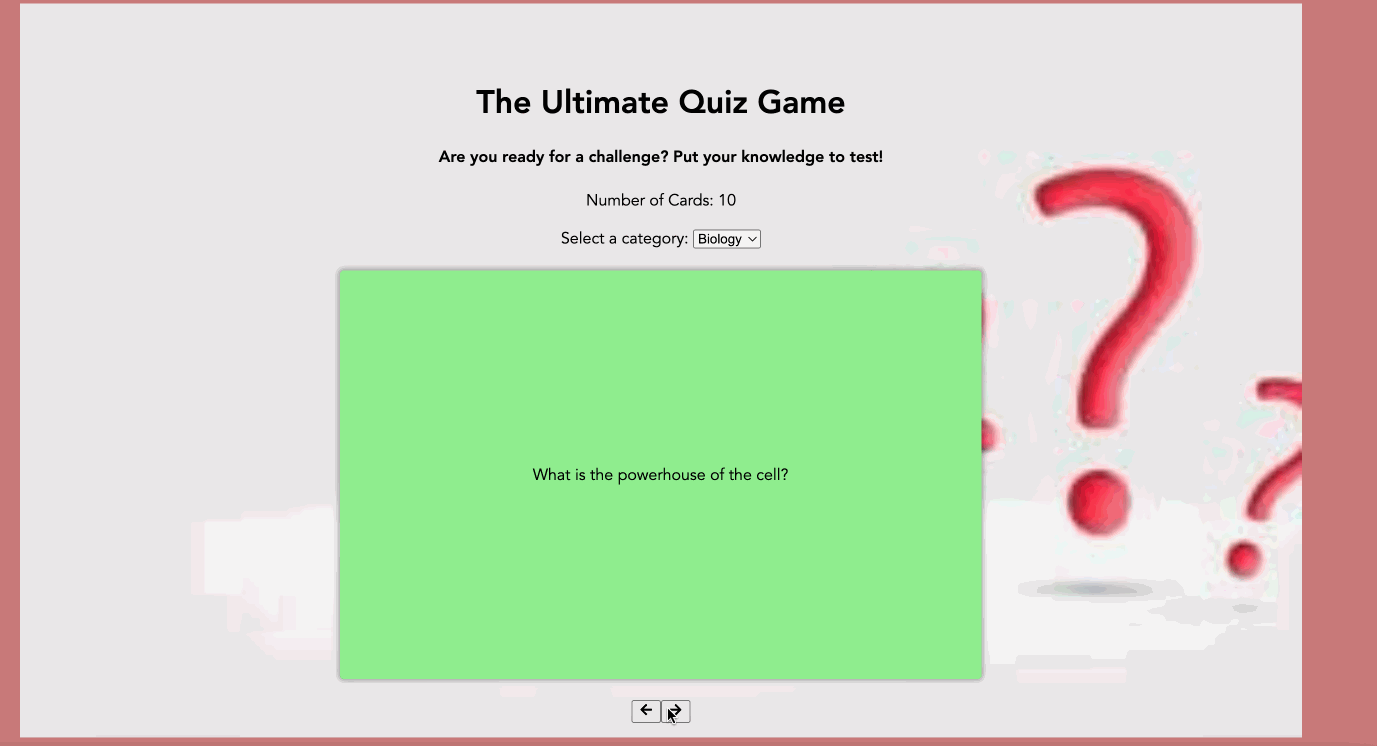 The Ultimate Quiz Game
Are you ready for a challenge? Put your knowledge to test!
Number of Cards: 10
Select a category: Biology
What is the powerhouse of the cell?